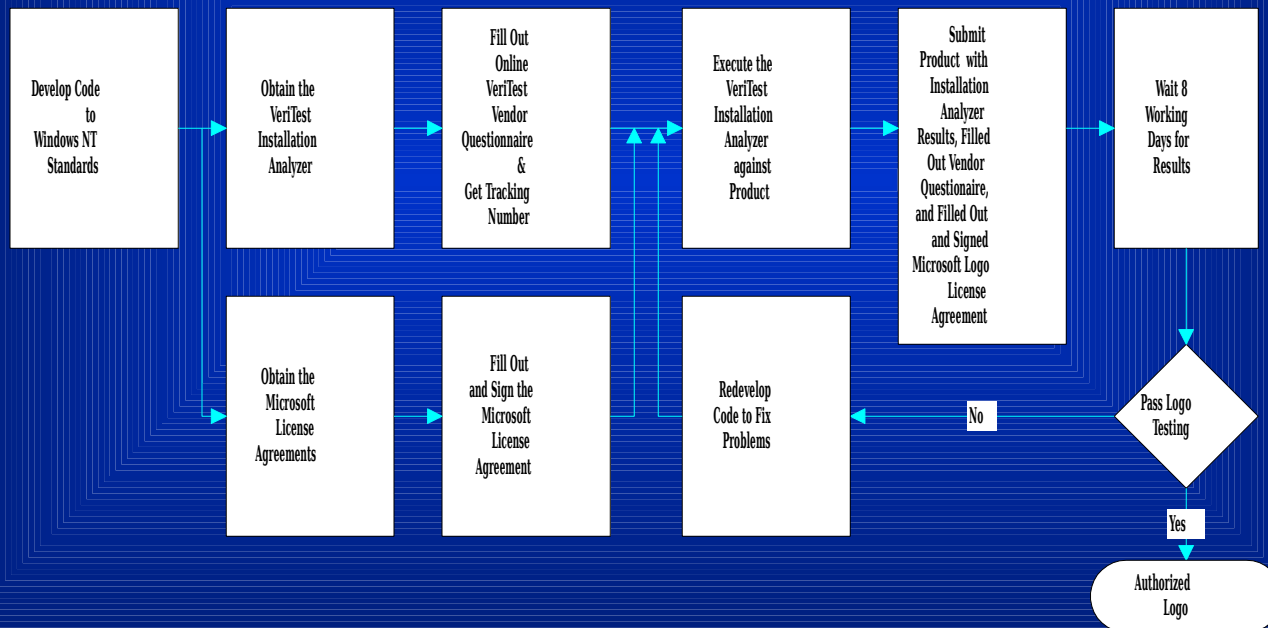 Develop Code
to
Windows NT
Standards
Obtain the
VeriTest
Installation
Analyzer
Fill Out
Online
VeriTest
Vendor
Questionnaire
&
Get Tracking
Number
Execute the
VeriTest
Installation
Analyzer
against
Product
Submit
Product with
Installation
Analyzer
Results, Filled
Out Vendor
Questionaire,
and Filled Out
and Signed
Microsoft Logo
License
Agreement
Wait 8
Working
Days for
Results
Obtain the
Microsoft
License
Agreements
Fill Out
and Sign the
Microsoft
License
Agreement
Redevelop
Code to Fix
Problems
No
Pass Logo
Testing
Yes
Authorized
Logo